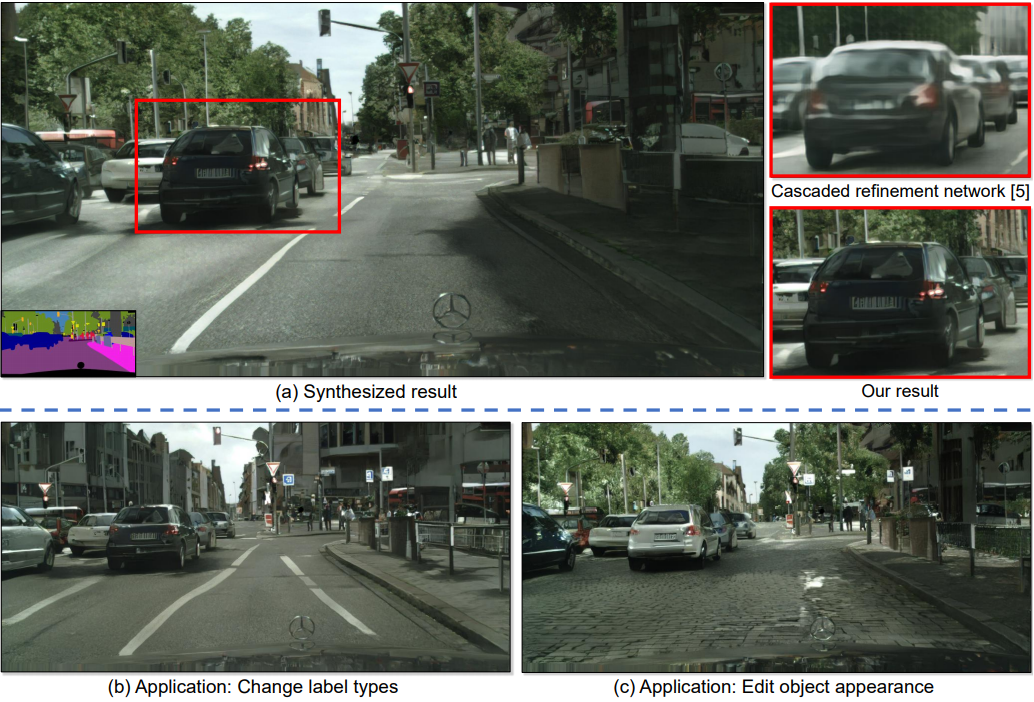 Cascaded refinement network [5]
(a) Synthesized result
Our result
(b) Application: Change label types
(c) Application: Edit object appearance